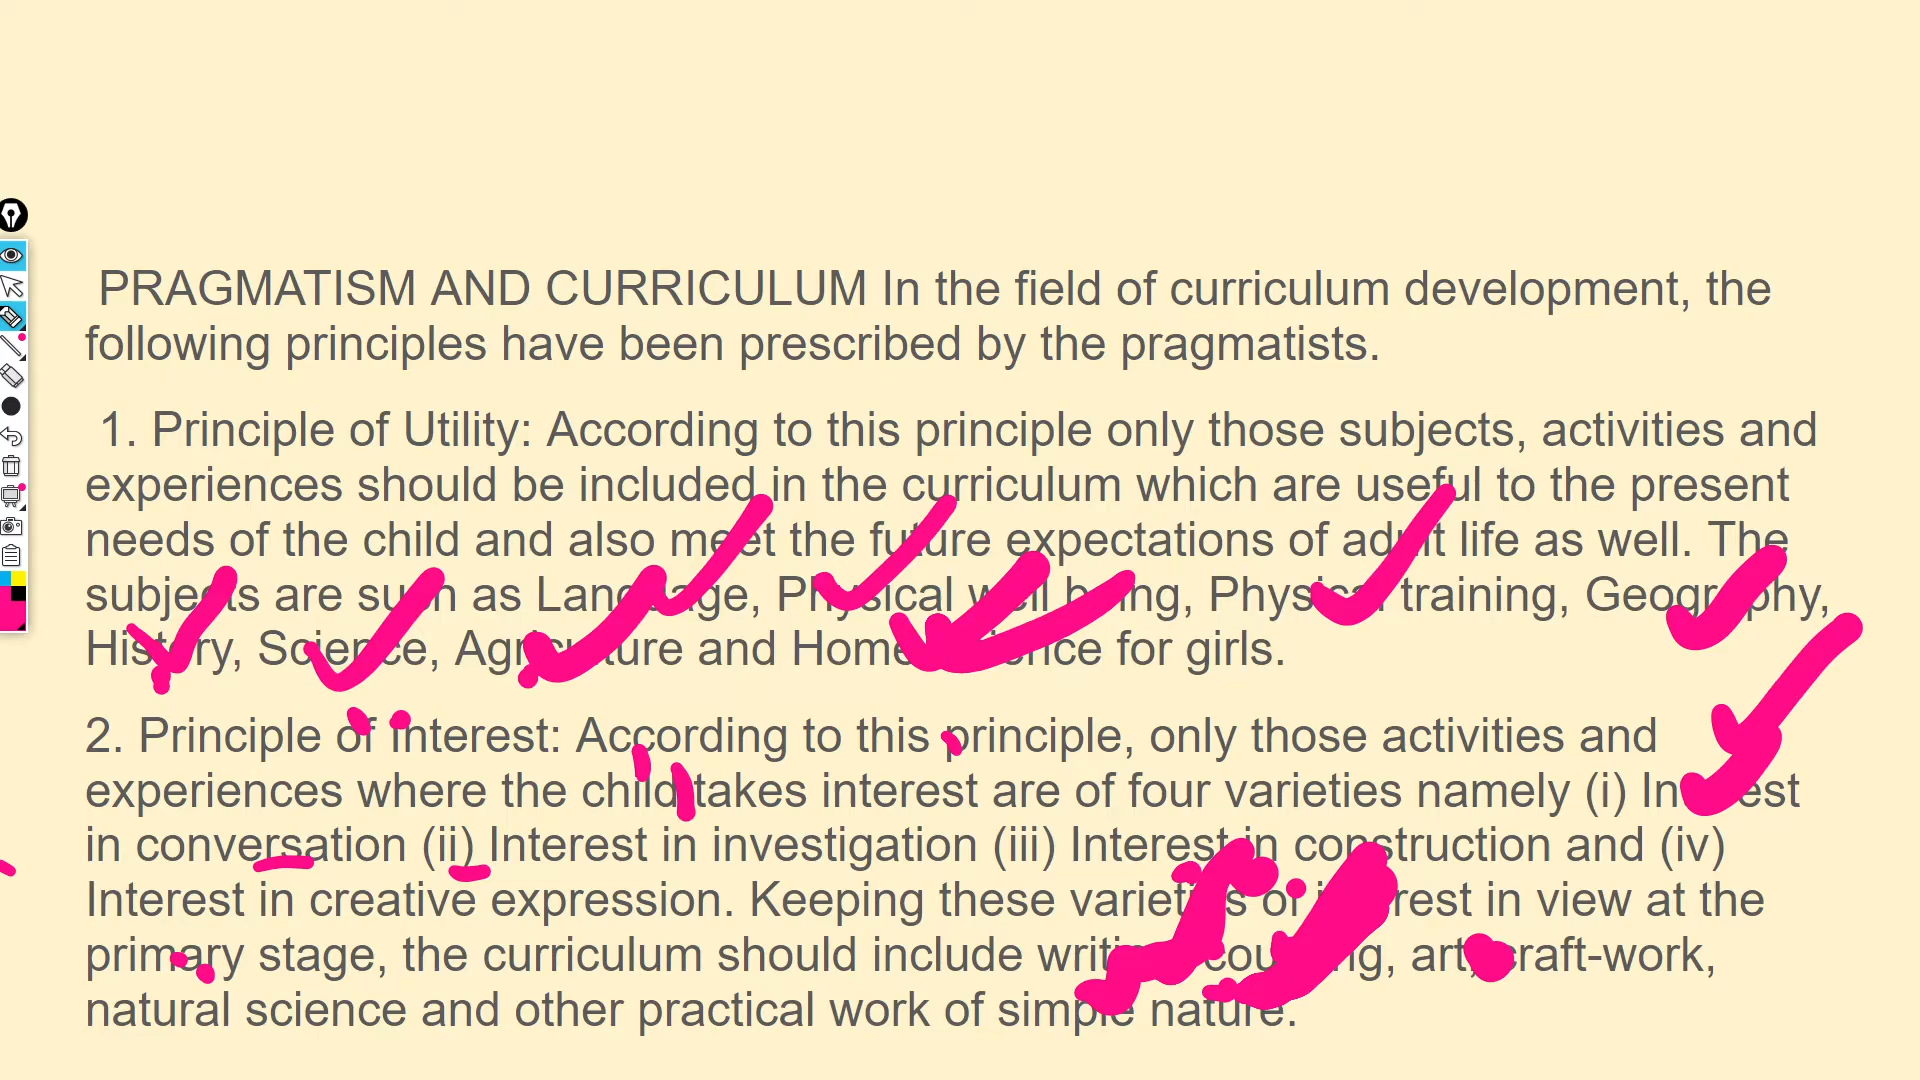 PRAGMATISM AND CURRICULUM In the field of curriculum development, the
following principles have been prescribed by the pragmatists.
1. Principle of Utility: According to this principle only those subjects, activities and
experiences should be included in the curriculum which are useful to the present
needs of the child and also meet the future expectations of adult life as well. The
subjects are such as Language, Physical well being, Physical training, Geography,
History, Science, Agriculture and Home Science for girls.
2. Principle of Interest: According to this principle, only those activities and
experiences where the child takes interest are of four varieties namely (i) Interest
in conversation (ii) Interest in investigation (iii) Interest in construction and (iv)
Interest in creative expression. Keeping these varieties of interest in view at the
primary stage, the curriculum should include writing, counting, art, craft-work,
natural science and other practical work of simple nature.